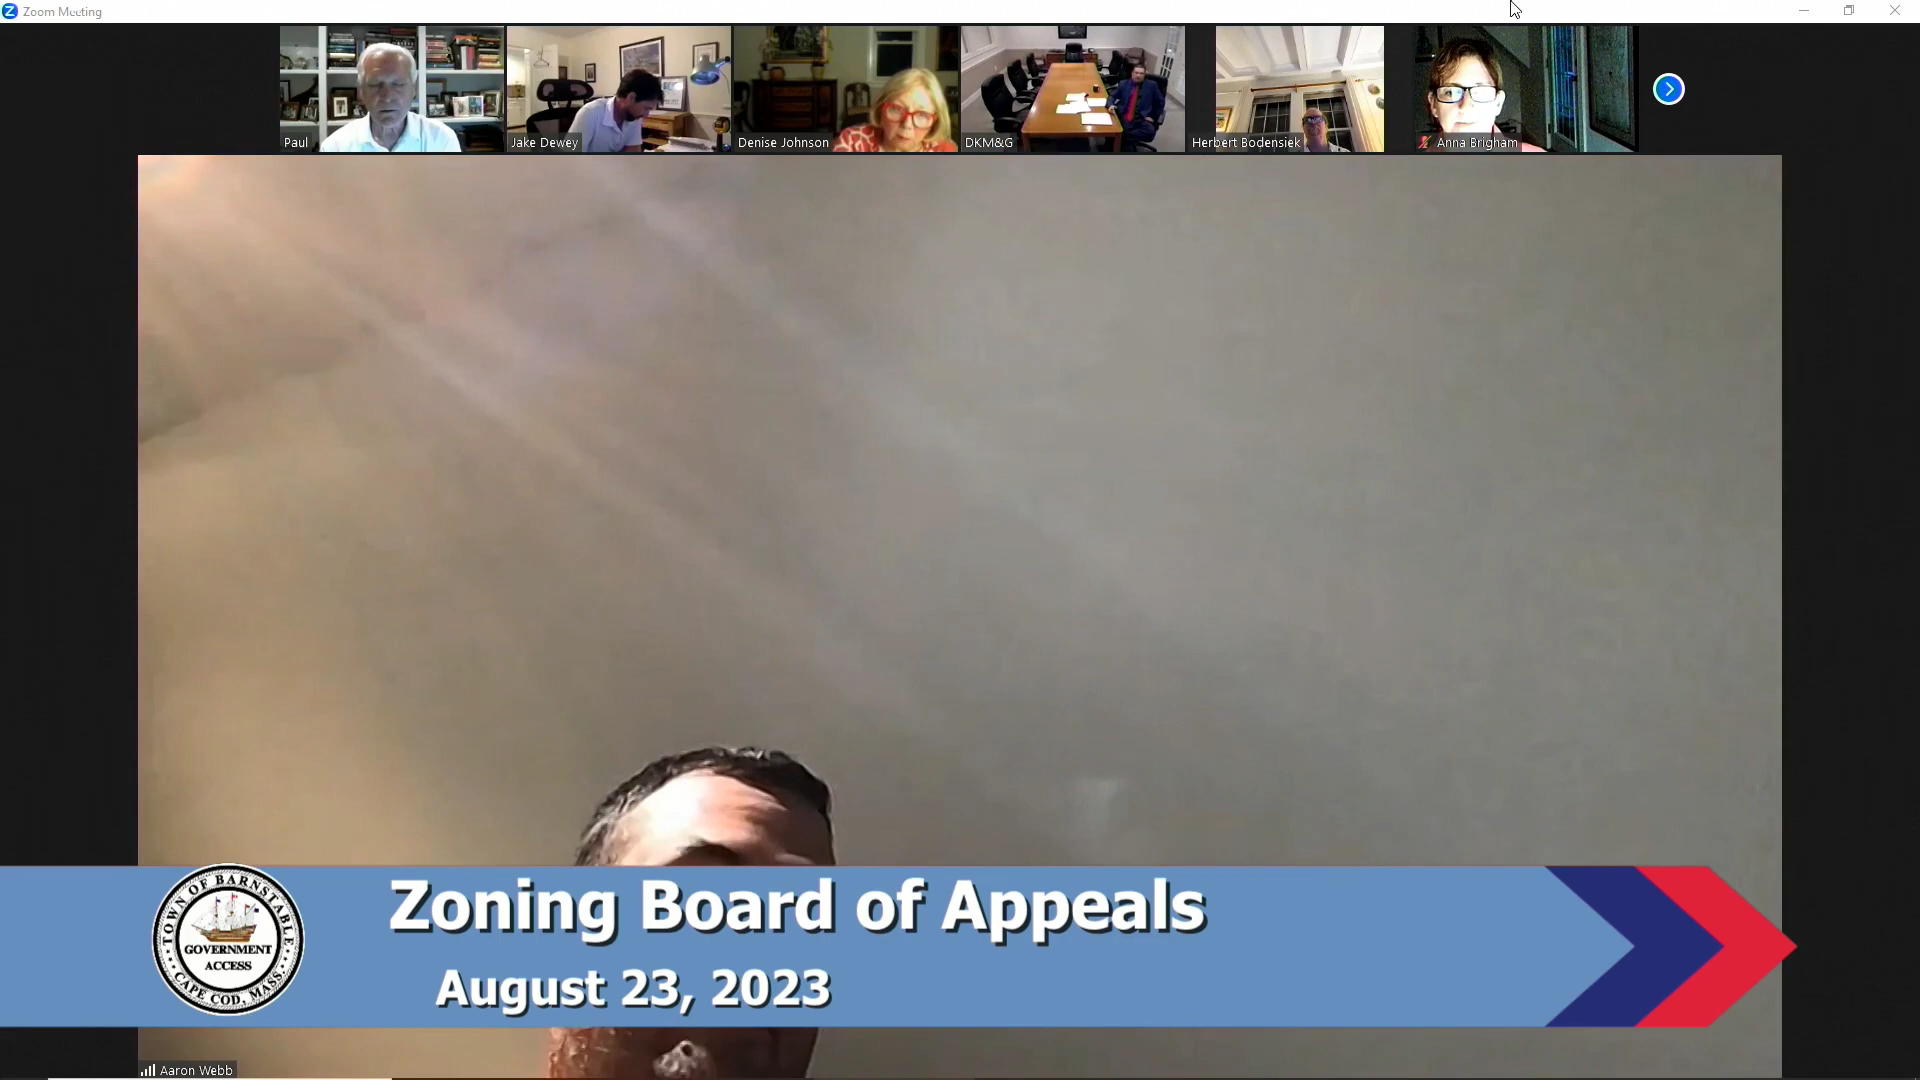 Zoom Meeting
Paul
Jake Dewey
Denise Johnson
DKM&G
Herbert Bodensiek
Anna Brigham
Zoning Board of Appeals
August 23, 2023
TOWN OF BARNSTABLE
GOVERNMENT
ACCESS
CAPE COD, MASS.
Aaron Webb